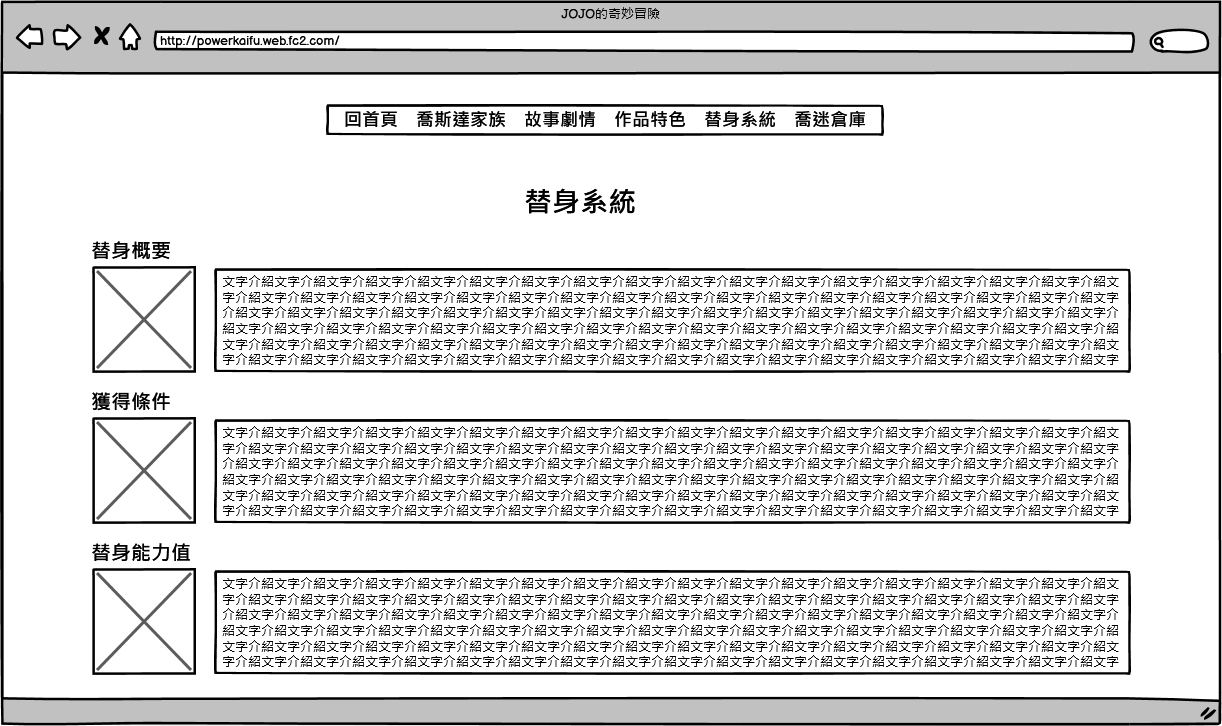 JOJO的奇妙冒險
http://powerkaifu.web.fc2.com/
回首頁 喬斯達家族 故事劇情 作品特色 替身系統 喬迷倉庫
替身系統
替身概要
文字介紹文字介紹文字介紹文字介紹文字介紹文字介紹文字介紹文字介紹文字介紹文字介紹文字介紹文字介紹文字介紹文字介紹文字介紹文字介紹文字介紹文
字介紹文字介紹文字介紹文字介紹文字介紹文字介紹文字介紹文字介紹文字介紹文字介紹文字介紹文字介紹文字介紹文字介紹文字介紹文字介紹文字介紹文字
介紹文字介紹文字介紹文字介紹文字介紹文字介紹文字介紹文字介紹文字介紹文字介紹文字介紹文字介紹文字介紹文字介紹文字介紹文字介紹文字介紹文字介
紹文字介紹文字介紹文字介紹文字介紹文字介紹文字介紹文字介紹文字介紹文字介紹文字介紹文字介紹文字介紹文字介紹文字介紹文字介紹文字介紹文字介紹
文字介紹文字介紹文字介紹文字介紹文字介紹文字介紹文字介紹文字介紹文字介紹文字介紹文字介紹文字介紹文字介紹文字介紹文字介紹文字介紹文字介紹文
字介紹文字介紹文字介紹文字介紹文字介紹文字介紹文字介紹文字介紹文字介紹文字介紹文字介紹文字介紹文字介紹文字介紹文字介紹文字介紹文字介紹文字
獲得條件
文字介紹文字介紹文字介紹文字介紹文字介紹文字介紹文字介紹文字介紹文字介紹文字介紹文字介紹文字介紹文字介紹文字介紹文字介紹文字介紹文字介紹文
字介紹文字介紹文字介紹文字介紹文字介紹文字介紹文字介紹文字介紹文字介紹文字介紹文字介紹文字介紹文字介紹文字介紹文字介紹文字介紹文字介紹文字
介紹文字介紹文字介紹文字介紹文字介紹文字介紹文字介紹文字介紹文字介紹文字介紹文字介紹文字介紹文字介紹文字介紹文字介紹文字介紹文字介紹文字介
紹文字介紹文字介紹文字介紹文字介紹文字介紹文字介紹文字介紹文字介紹文字介紹文字介紹文字介紹文字介紹文字介紹文字介紹文字介紹文字介紹文字介紹
文字介紹文字介紹文字介紹文字介紹文字介紹文字介紹文字介紹文字介紹文字介紹文字介紹文字介紹文字介紹文字介紹文字介紹文字介紹文字介紹文字介紹文
字介紹文字介紹文字介紹文字介紹文字介紹文字介紹文字介紹文字介紹文字介紹文字介紹文字介紹文字介紹文字介紹文字介紹文字介紹文字介紹文字介紹文字
替身能力值
文字介紹文字介紹文字介紹文字介紹文字介紹文字介紹文字介紹文字介紹文字介紹文字介紹文字介紹文字介紹文字介紹文字介紹文字介紹文字介紹文字介紹文
字介紹文字介紹文字介紹文字介紹文字介紹文字介紹文字介紹文字介紹文字介紹文字介紹文字介紹文字介紹文字介紹文字介紹文字介紹文字介紹文字介紹文字
介紹文字介紹文字介紹文字介紹文字介紹文字介紹文字介紹文字介紹文字介紹文字介紹文字介紹文字介紹文字介紹文字介紹文字介紹文字介紹文字介紹文字介
紹文字介紹文字介紹文字介紹文字介紹文字介紹文字介紹文字介紹文字介紹文字介紹文字介紹文字介紹文字介紹文字介紹文字介紹文字介紹文字介紹文字介紹
文字介紹文字介紹文字介紹文字介紹文字介紹文字介紹文字介紹文字介紹文字介紹文字介紹文字介紹文字介紹文字介紹文字介紹文字介紹文字介紹文字介紹文
字介紹文字介紹文字介紹文字介紹文字介紹文字介紹文字介紹文字介紹文字介紹文字介紹文字介紹文字介紹文字介紹文字介紹文字介紹文字介紹文字介紹文字